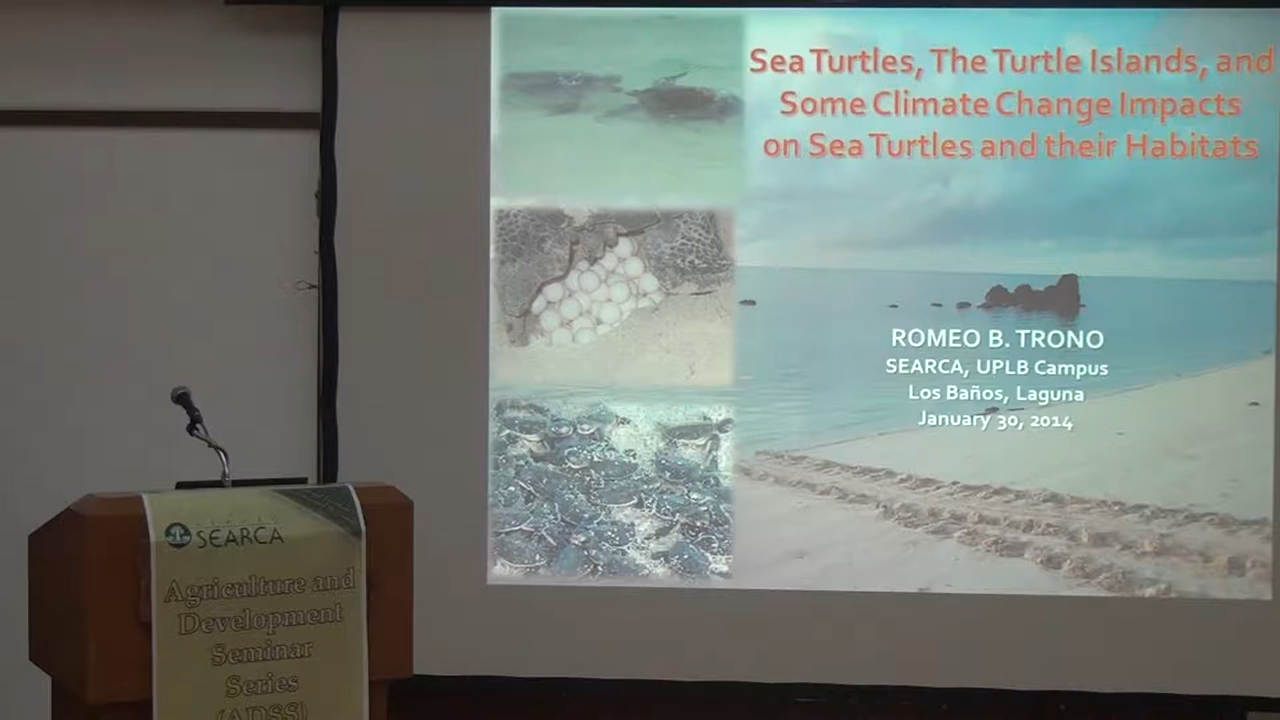 Sea Turtles, The Turtle Islands, and
Some Climate Change Impacts
on Sea Turtles and their Habitats
ROMEO B. TRONO
SEARCA, UPLB Campus
Los Baños, Laguna
January 30, 2014
SEARCA
Agriculture and
Development
Seminar
Series
(ADSS)